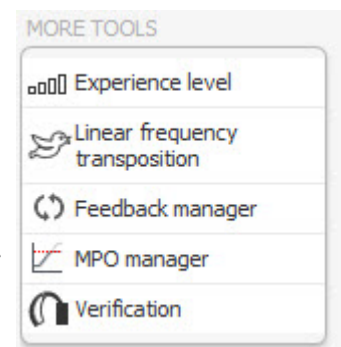 MORE TOOLS
Experience level
Linear frequency
transposition
Feedback manager
MPO manager
Verification